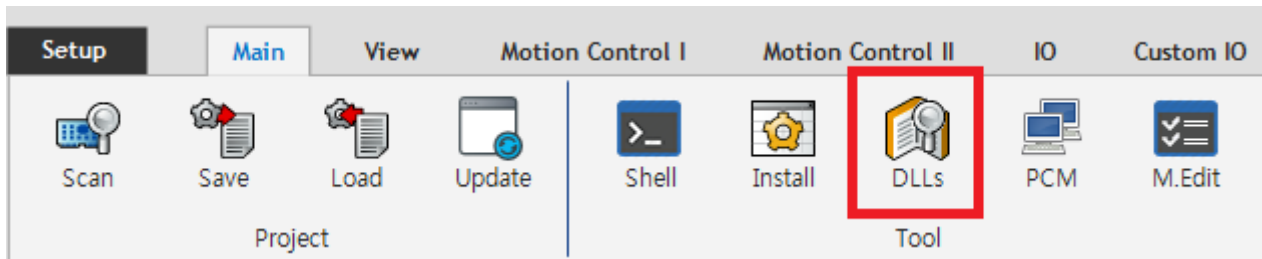 Setup Main View Motion Control I Motion Control II IO Custom IO
Scan Save Load Update Shell Install DLLs PCM M.Edit
Project Tool